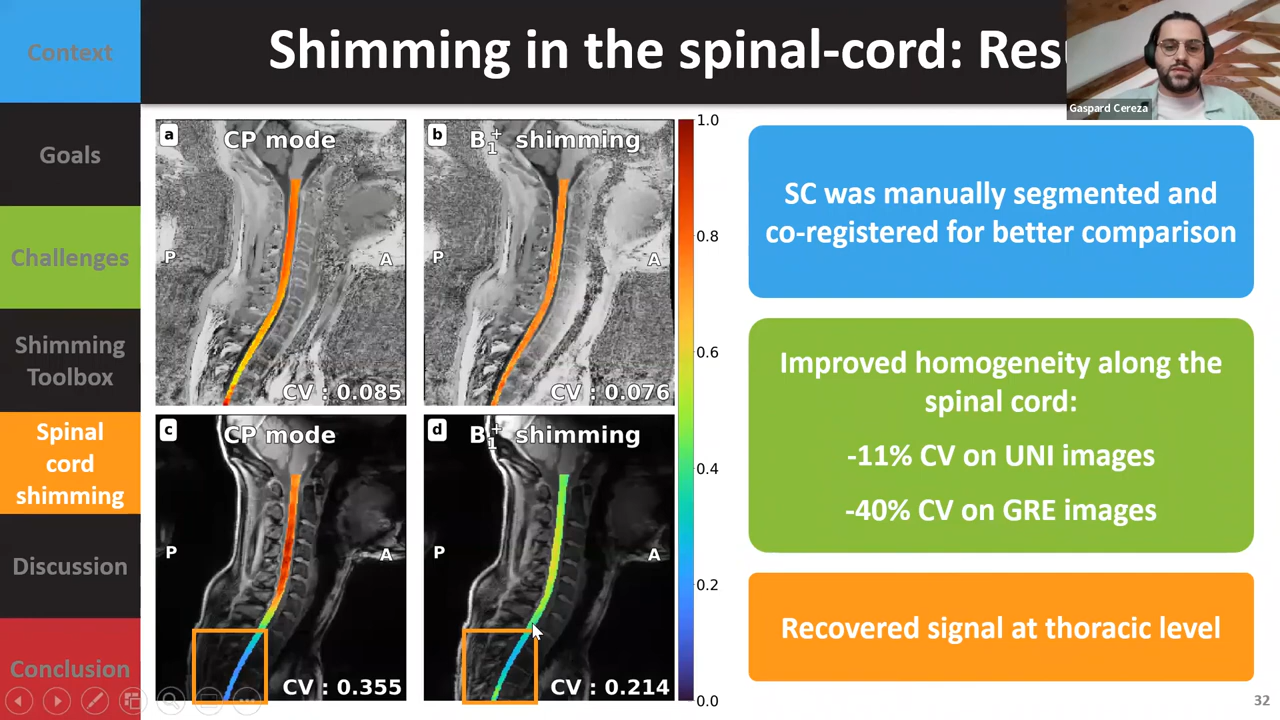 Context
Goals
Challenges
Shimming
Toolbox
Spinal
cord
shimming
Discussion
Conclusion
Shimming in the spinal-cord:
Gaspard Cereza
a
CP mode
P
A
CV : 0.085
b
B1+ shimming
P
A
CV : 0.076
c
CP mode
P
A
CV : 0.355
d
B1+ shimming
P
A
CV : 0.214
1.0
0.8
0.6
0.4
0.2
0.0
SC was manually segmented and
co-registered for better comparison
Improved homogeneity along the
spinal cord:
-11% CV on UNI images
-40% CV on GRE images
Recovered signal at thoracic level
32